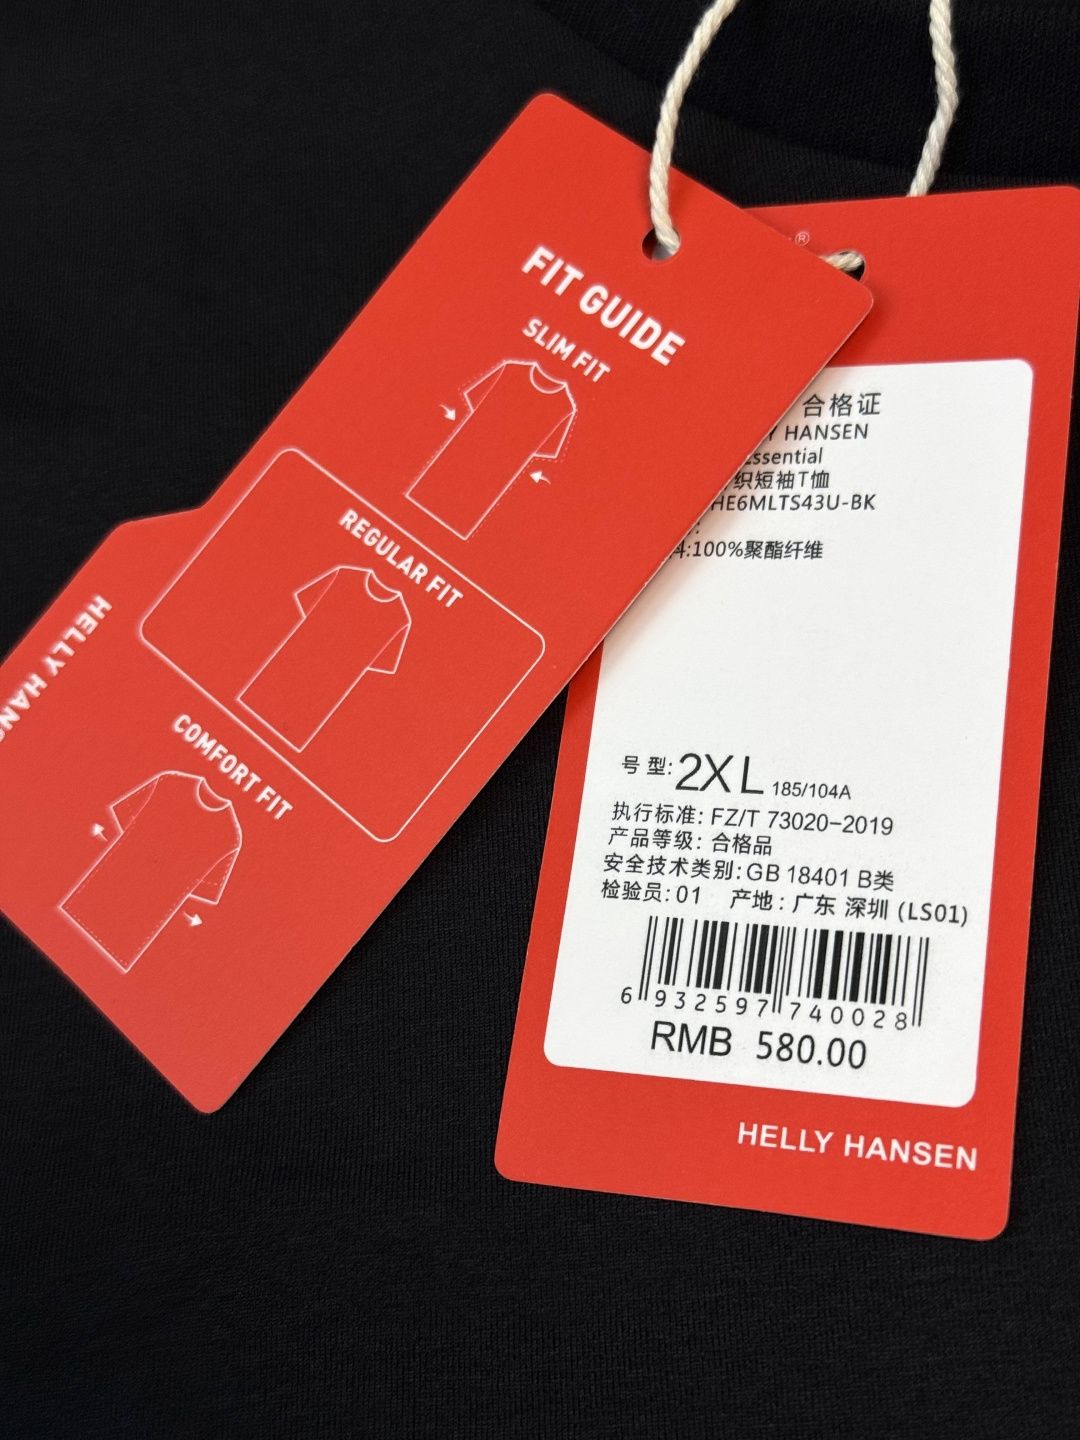 FIT GUIDE
SLIM FIT
REGULAR FIT
COMFORT FIT
HELLY HANS
®
合格证
Y HANSEN
Essential
织短袖T恤
HE6MLTS43U-BK
:
4:100%聚酯纤维
号型:2XL 185/104A
执行标准: FZ/T 73020-2019
产品等级: 合格品
安全技术类别:GB 18401 B类
检验员:01 产地:广东 深圳 (LS01)
6 932597 740028
RMB 580.00
HELLY HANSEN